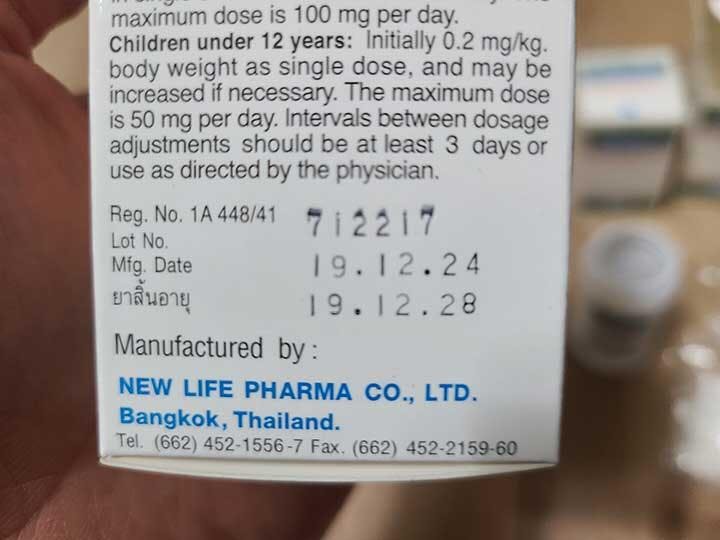 maximum dose is 100 mg per day.
Children under 12 years: Initially 0.2 mg/kg.
body weight as single dose, and may be
increased if necessary. The maximum dose
is 50 mg per day. Intervals between dosage
adjustments should be at least 3 days or
use as directed by the physician.
Reg. No. 1A 448/41
Lot No. 712217
Mfg. Date 19.12.24
ยาสิ้นอายุ 19.12.28
Manufactured by :
NEW LIFE PHARMA CO., LTD.
Bangkok, Thailand.
Tel. (662) 452-1556-7 Fax. (662) 452-2159-60